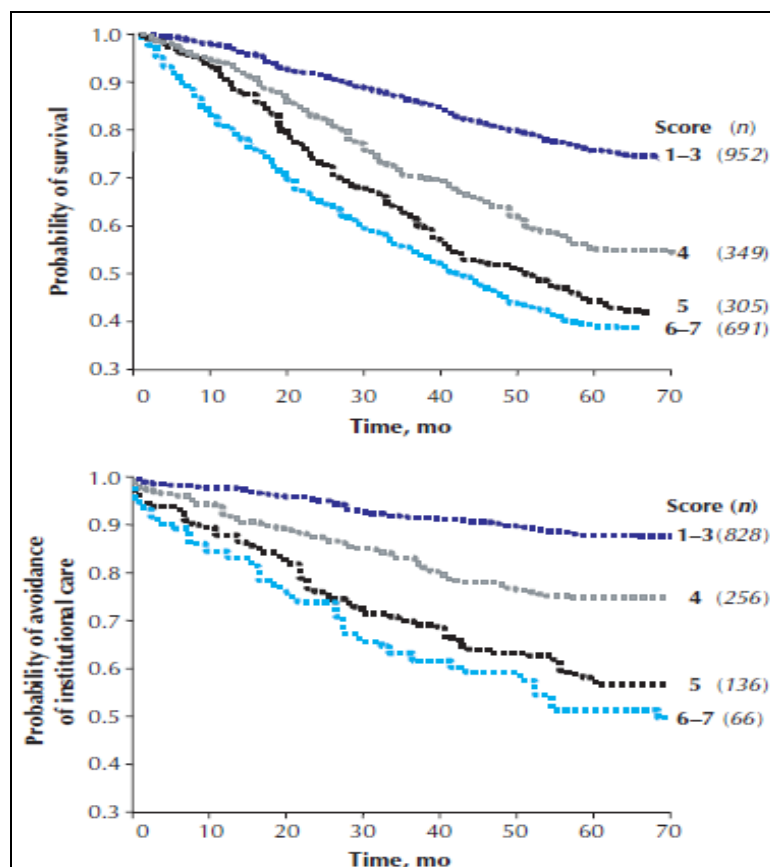 1.0
0.9
0.8
0.7
0.6
0.5
0.4
0.3
Probability of survival
Score (n)
1–3 (952)
4 (349)
5 (305)
6–7 (691)
0 10 20 30 40 50 60 70
Time, mo
1.0
0.9
0.8
0.7
0.6
0.5
0.4
0.3
Probability of avoidance
of institutional care
Score (n)
1–3 (828)
4 (256)
5 (136)
6–7 (66)
0 10 20 30 40 50 60 70
Time, mo